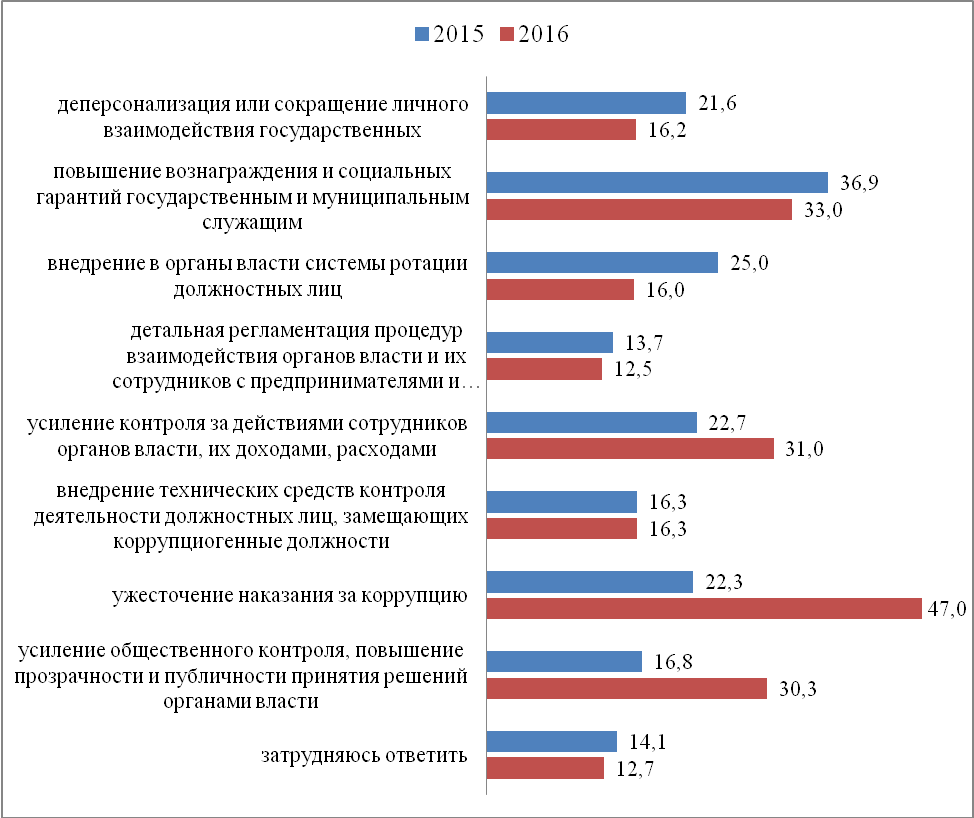 2015 2016
деперсонализация или сокращение личного
взаимодействия государственных
21,6
16,2
повышение вознаграждения и социальных
гарантий государственным и муниципальным
служащим
36,9
33,0
внедрение в органы власти системы ротации
должностных лиц
25,0
16,0
детальная регламентация процедур
взаимодействия органов власти и их
сотрудников с предпринимателями и…
13,7
12,5
усиление контроля за действиями сотрудников
органов власти, их доходами, расходами
22,7
31,0
внедрение технических средств контроля
деятельности должностных лиц, замещающих
коррупциогенные должности
16,3
16,3
ужесточение наказания за коррупцию
22,3
47,0
усиление общественного контроля, повышение
прозрачности и публичности принятия решений
органами власти
16,8
30,3
затрудняюсь ответить
14,1
12,7